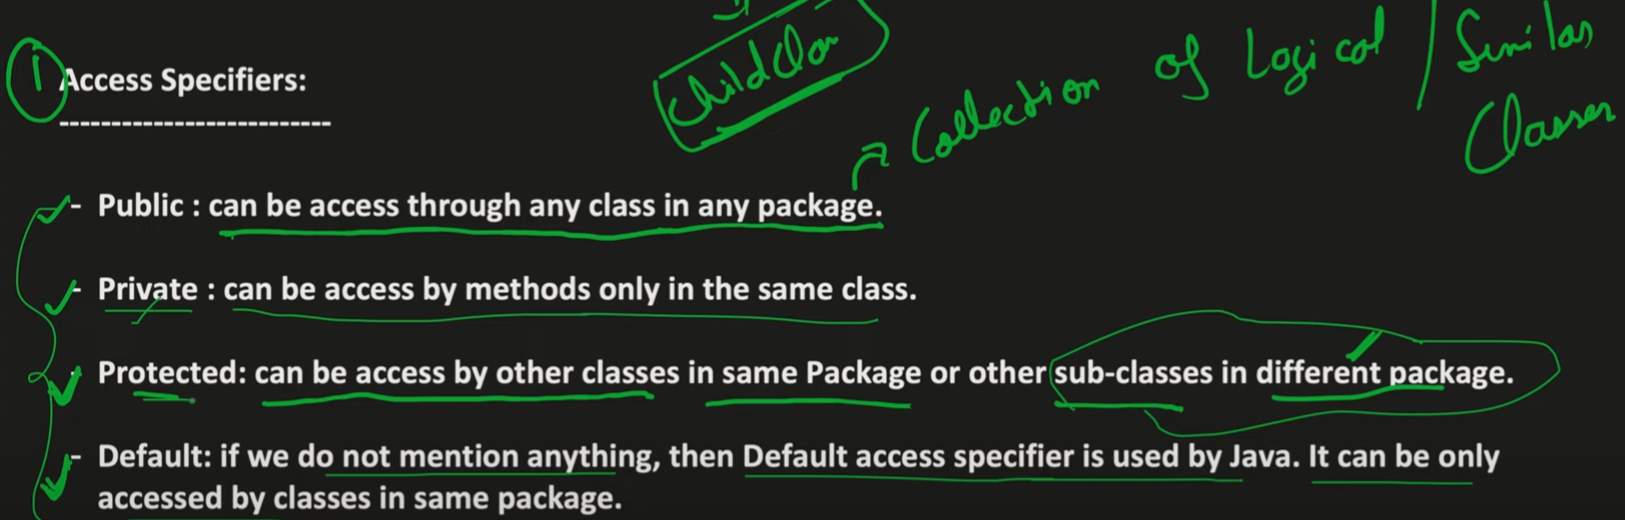 Child Clas
Collection of Logical / Similar
Classes
1 Access Specifiers:
--------------------------
- Public : can be access through any class in any package.
- Private : can be access by methods only in the same class.
- Protected: can be access by other classes in same Package or other sub-classes in different package.
- Default: if we do not mention anything, then Default access specifier is used by Java. It can be only
accessed by classes in same package.